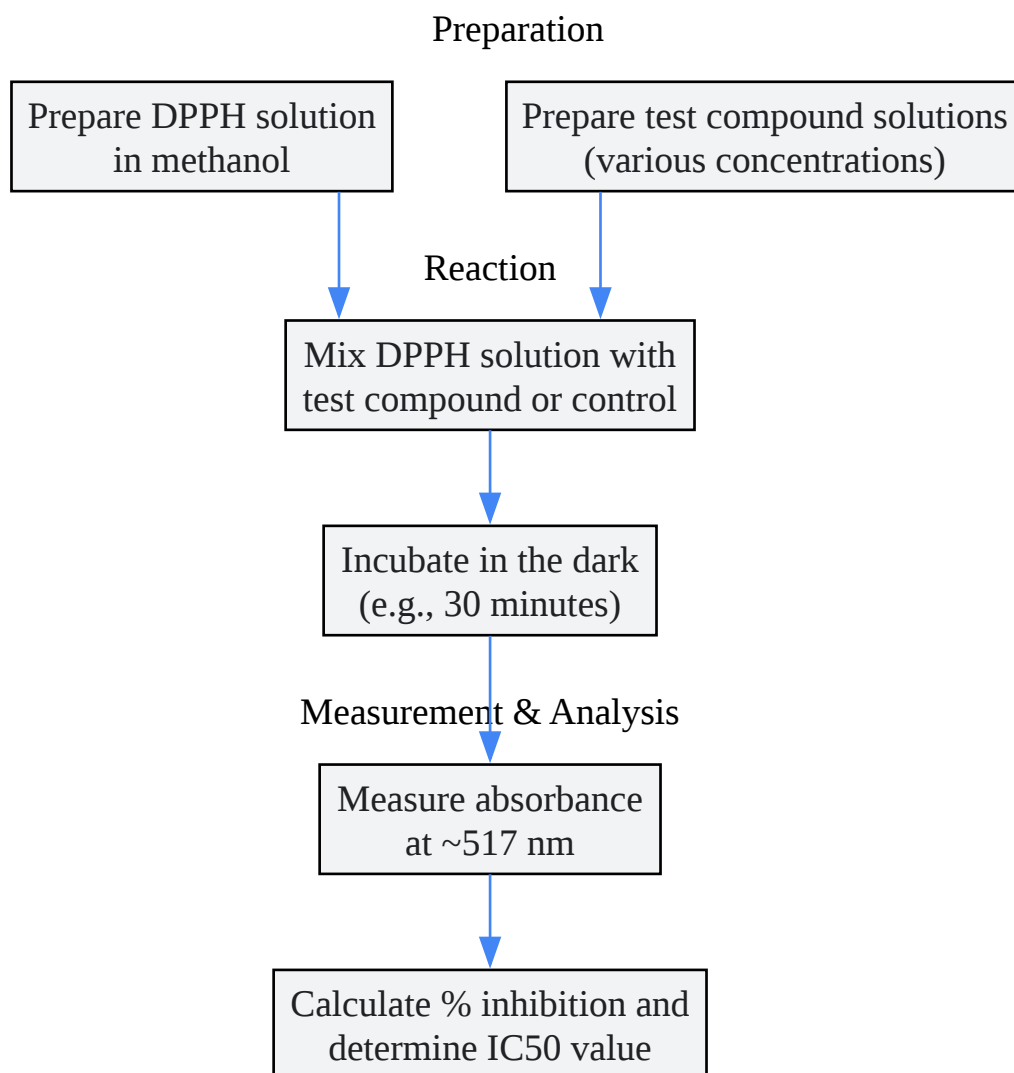 Preparation
Prepare DPPH solution
in methanol
Prepare test compound solutions
(various concentrations)
Reaction
Mix DPPH solution with
test compound or control
Incubate in the dark
(e.g., 30 minutes)
Measurement & Analysis
Measure absorbance
at ~517 nm
Calculate % inhibition and
determine IC50 value